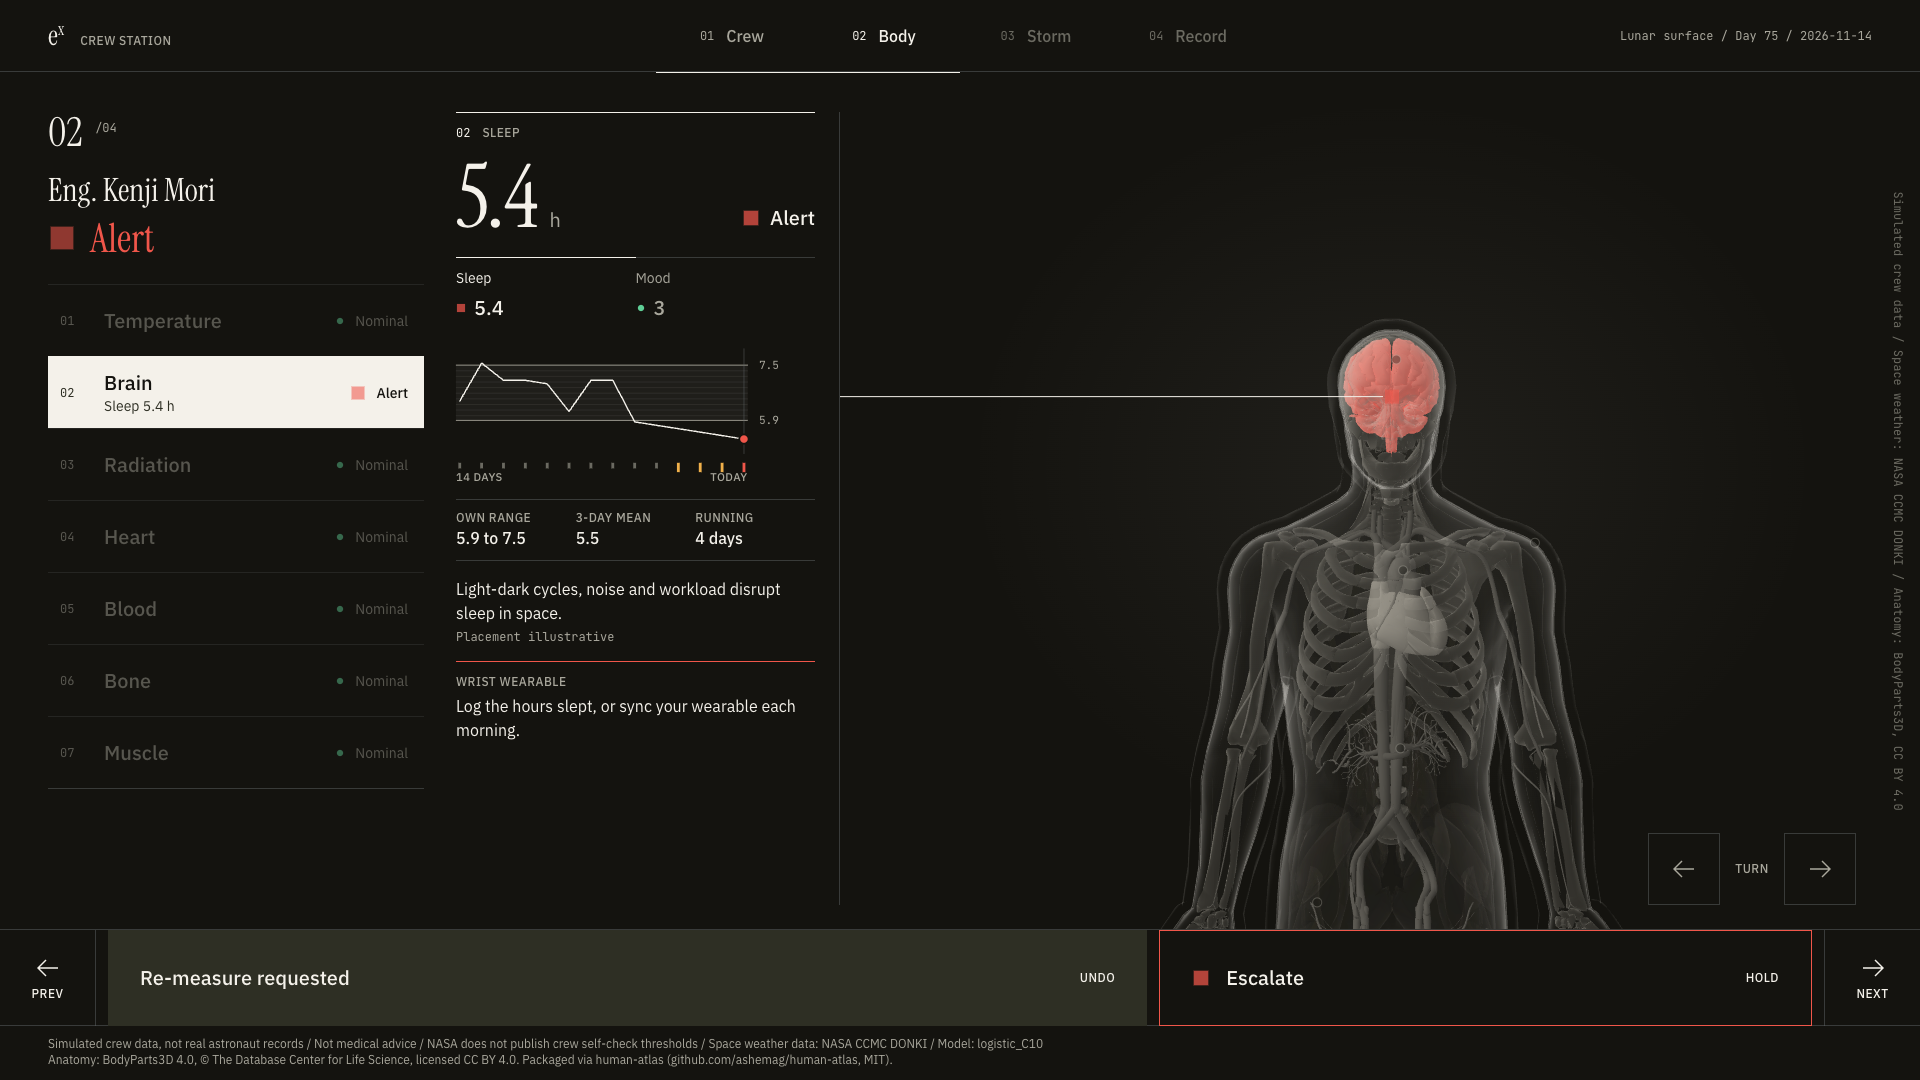 ex CREW STATION
01 Crew
02 Body
03 Storm
04 Record
Lunar surface / Day 75 / 2026-11-14
02 /04
Eng. Kenji Mori
Alert
01 Temperature Nominal
02 Brain Alert
Sleep 5.4 h
03 Radiation Nominal
04 Heart Nominal
05 Blood Nominal
06 Bone Nominal
07 Muscle Nominal
02 SLEEP
5.4 h
Alert
Sleep Mood
5.4 3
7.5
5.9
14 DAYS TODAY
OWN RANGE 3-DAY MEAN RUNNING
5.9 to 7.5 5.5 4 days
Light-dark cycles, noise and workload disrupt
sleep in space.
Placement illustrative
WRIST WEARABLE
Log the hours slept, or sync your wearable each
morning.
Simulated crew data / Space weather: NASA CCMC DONKI / Anatomy: BodyParts3D, CC BY 4.0
TURN
PREV
Re-measure requested UNDO
Escalate HOLD
NEXT
Simulated crew data, not real astronaut records / Not medical advice / NASA does not publish crew self-check thresholds / Space weather data: NASA CCMC DONKI / Model: logistic_C10
Anatomy: BodyParts3D 4.0, © The Database Center for Life Science, licensed CC BY 4.0. Packaged via human-atlas (github.com/ashemag/human-atlas, MIT).